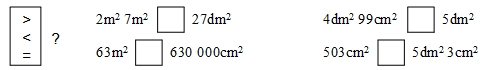 >
<
=
?
2m² 7m² 27dm²
4dm² 99cm² 5dm²
63m² 630 000cm²
503cm² 5dm² 3cm²